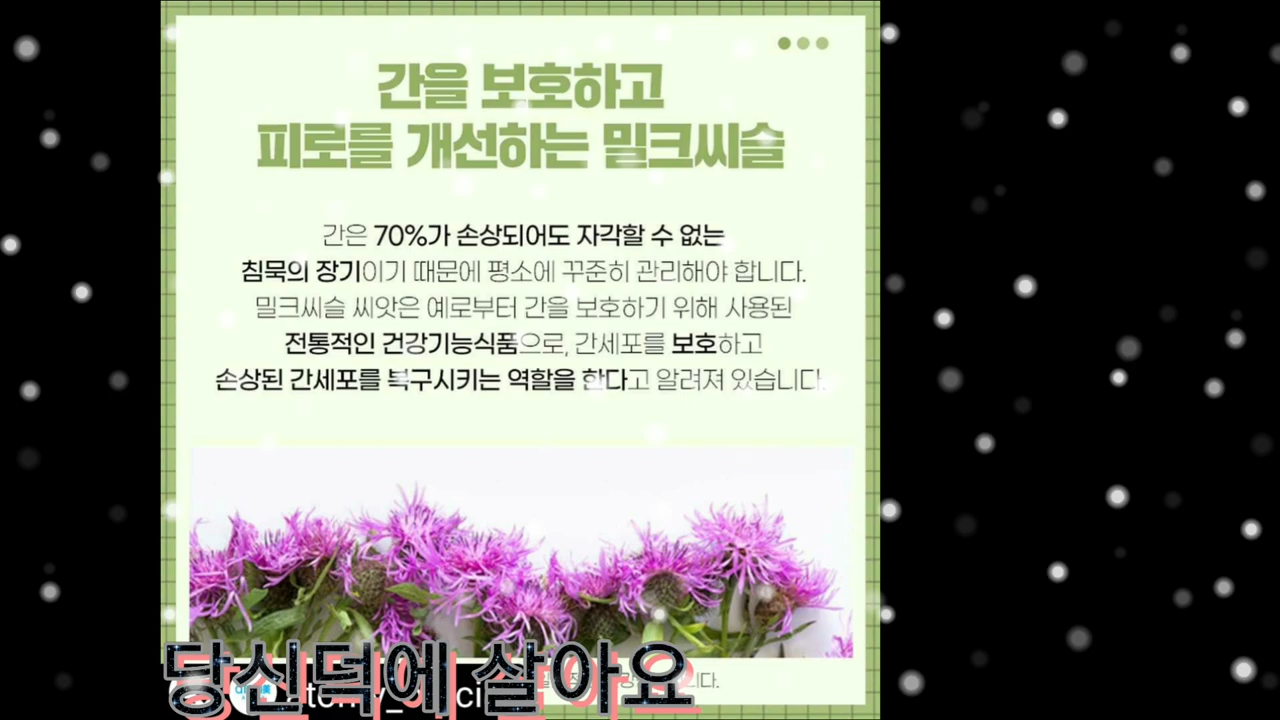 간을 보호하고
피로를 개선하는 밀크씨슬
간은 70%가 손상되어도 자각할 수 없는
침묵의 장기이기 때문에 평소에 꾸준히 관리해야 합니다.
밀크씨슬 씨앗은 예로부터 간을 보호하기 위해 사용된
전통적인 건강기능식품으로, 간세포를 보호하고
손상된 간세포를 복구시키는 역할을 한다고 알려져 있습니다.
당신덕에 살아요